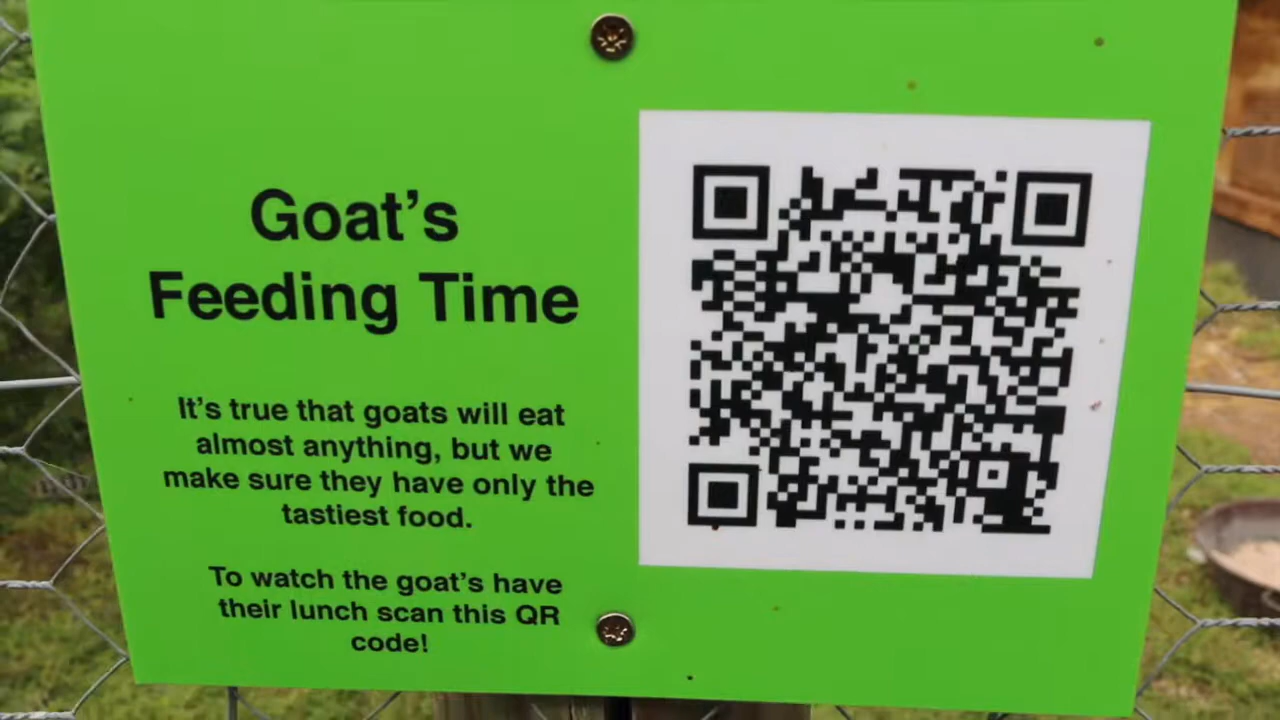 Goat's
Feeding Time
It's true that goats will eat
almost anything, but we
make sure they have only the
tastiest food.
To watch the goat's have
their lunch scan this QR
code!